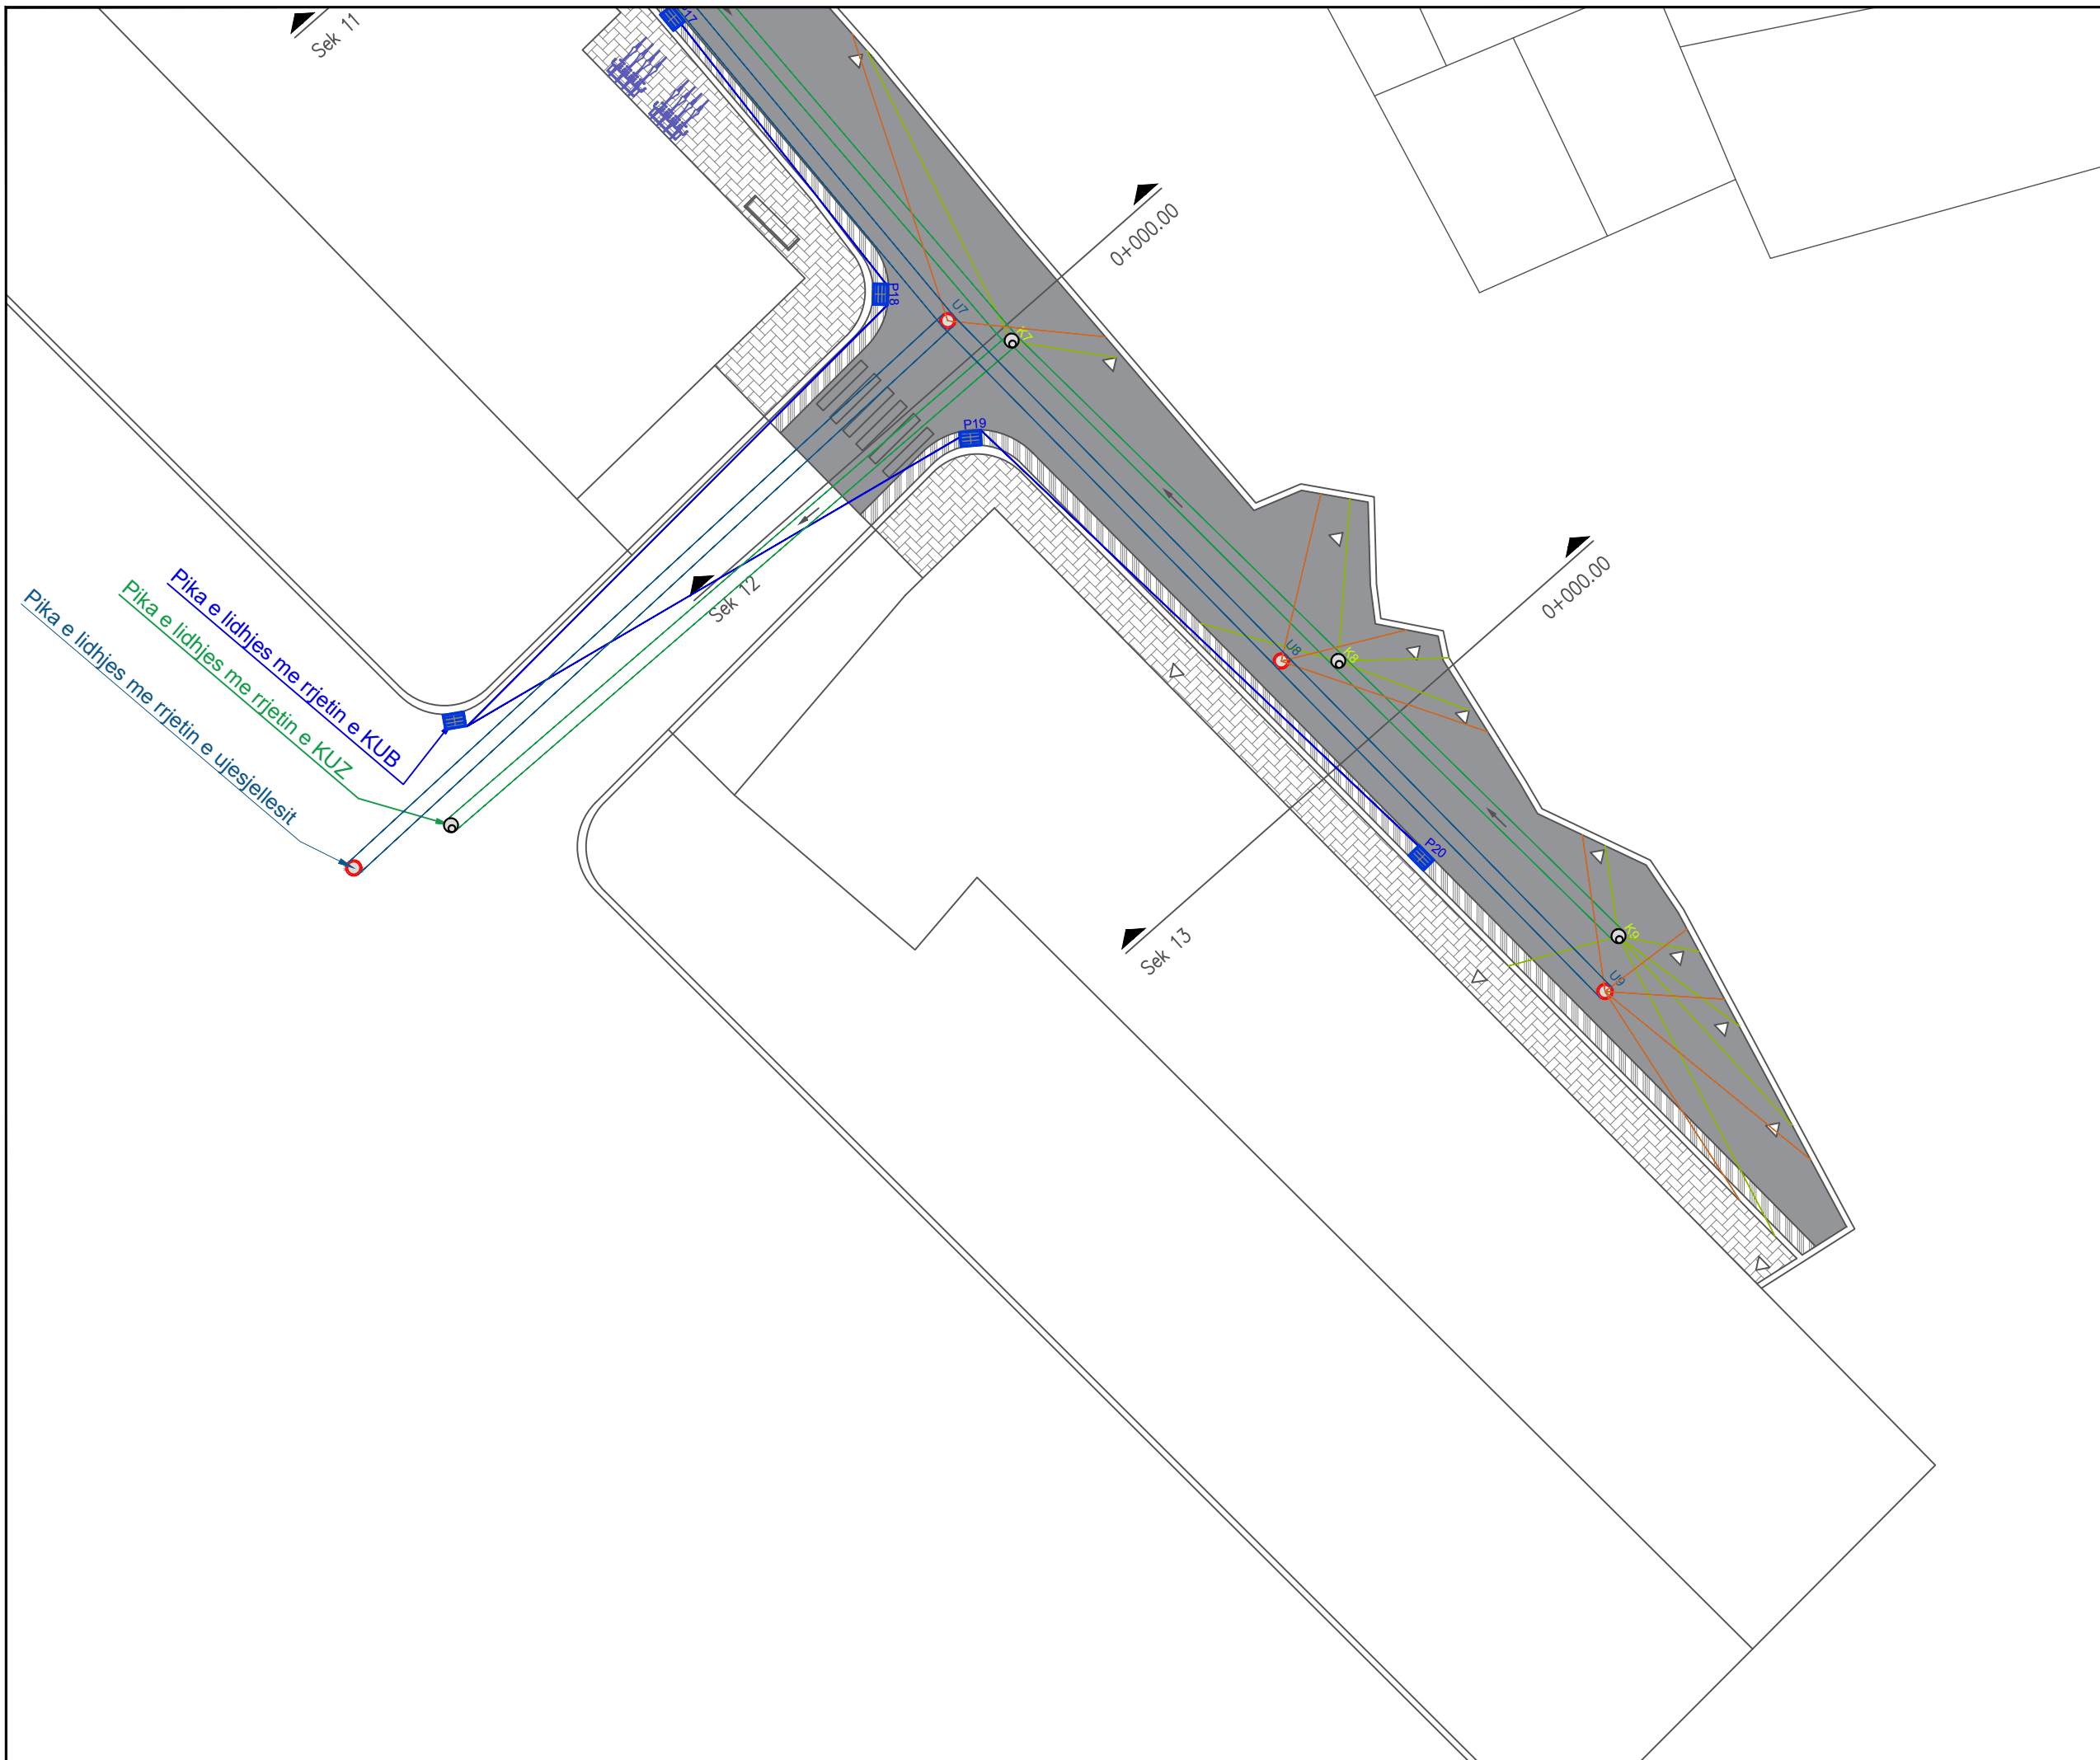 Sek 11
P17
0+000.00
P18
U7
K7
P19
0+000.00
Sek 12
U8
K8
Pika e lidhjes me rrjetin e KUB
Pika e lidhjes me rrjetin e KUZ
Pika e lidhjes me rrjetin e ujesjellesit
P20
Sek 13
K9
U9